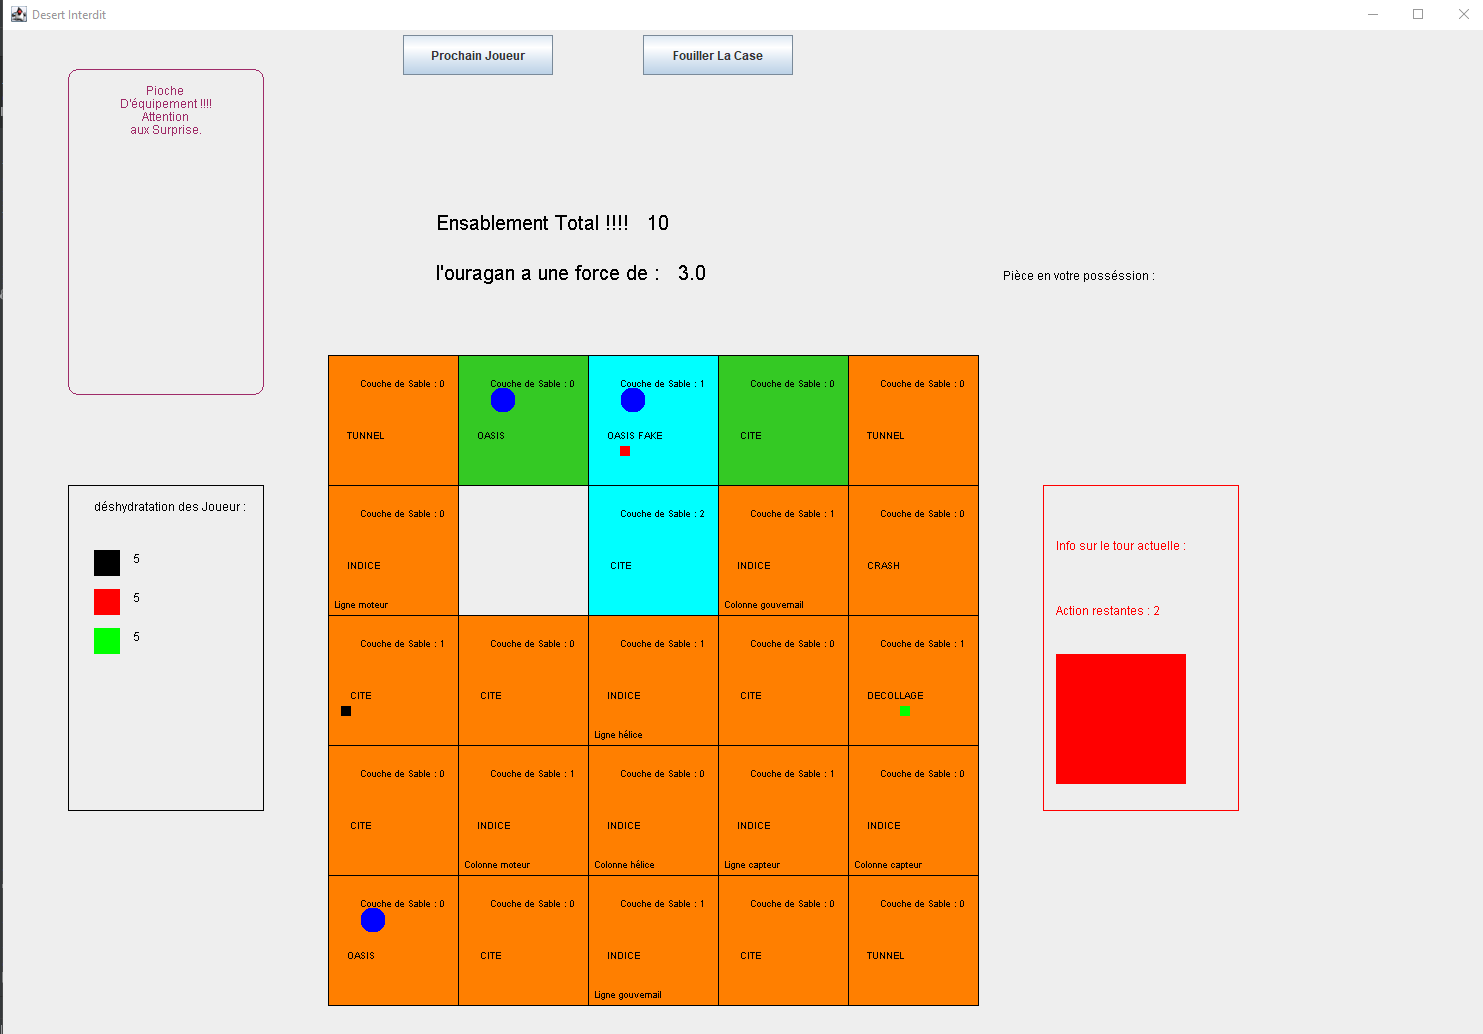 Desert Interdit
Prochain Joueur
Fouiller La Case
Pioche
D'équipement !!!!
Attention
aux Surprise.
Ensablement Total !!!! 10
l'ouragan a une force de : 3.0
Pièce en votre posséssion :
Couche de Sable : 0
Couche de Sable : 0
Couche de Sable : 1
Couche de Sable : 0
Couche de Sable : 0
TUNNEL
OASIS
OASIS FAKE
CITE
TUNNEL
déshydratation des Joueur :
5
5
5
Couche de Sable : 0
Couche de Sable : 2
Couche de Sable : 1
Couche de Sable : 0
INDICE
CITE
INDICE
CRASH
Ligne moteur
Colonne gouvernail
Info sur le tour actuelle :
Action restantes : 2
Couche de Sable : 1
Couche de Sable : 0
Couche de Sable : 1
Couche de Sable : 0
Couche de Sable : 1
CITE
CITE
INDICE
CITE
DECOLLAGE
Ligne hélice
Couche de Sable : 0
Couche de Sable : 1
Couche de Sable : 0
Couche de Sable : 1
Couche de Sable : 0
CITE
INDICE
INDICE
INDICE
INDICE
Colonne moteur
Colonne hélice
Ligne capteur
Colonne capteur
Couche de Sable : 0
Couche de Sable : 0
Couche de Sable : 1
Couche de Sable : 0
Couche de Sable : 0
OASIS
CITE
INDICE
CITE
TUNNEL
Ligne gouvernail